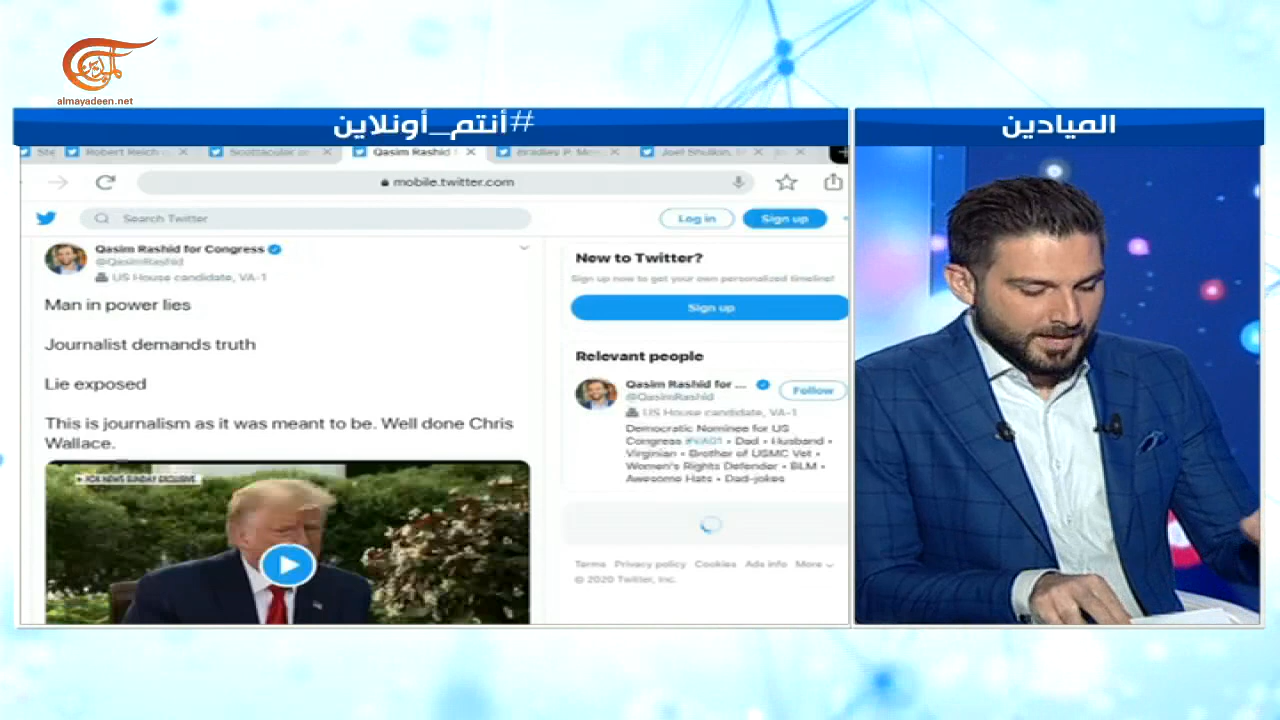 الميادين
almayadeen.net
#أنتم_أونلاين
الميادين
Robert Reich
Qasim Rashid
Bradley P. Mo
Joel Shulkin,
mobile.twitter.com
Search Twitter
Log in
Sign up
Qasim Rashid for Congress
@QasimRashid
US House candidate, VA-1
Man in power lies
Journalist demands truth
Lie exposed
This is journalism as it was meant to be. Well done Chris
Wallace.
FOX NEWS SUNDAY EXCLUSIVE
New to Twitter?
Sign up now to get your own personalized timeline!
Sign up
Relevant people
Qasim Rashid for ...
Follow
@QasimRashid
US House candidate, VA-1
Democratic Nominee for US
Congress #VA01 • Dad • Husband •
Virginian • Brother of USMC Vet •
Women's Rights Defender • BLM •
Awesome Hats • Dad-jokes
Terms Privacy policy Cookies Ads info More
© 2020 Twitter, Inc.